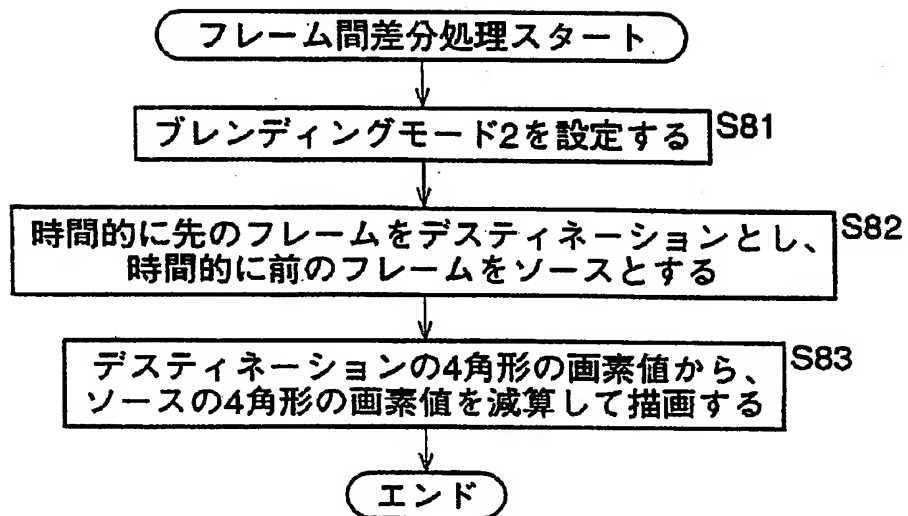 フレーム間差分処理スタート
ブレンディングモード2を設定する
S81
時間的に先のフレームをデスティネーションとし、
時間的に前のフレームをソースとする
S82
デスティネーションの4角形の画素値から、
ソースの4角形の画素値を減算して描画する
S83
エンド